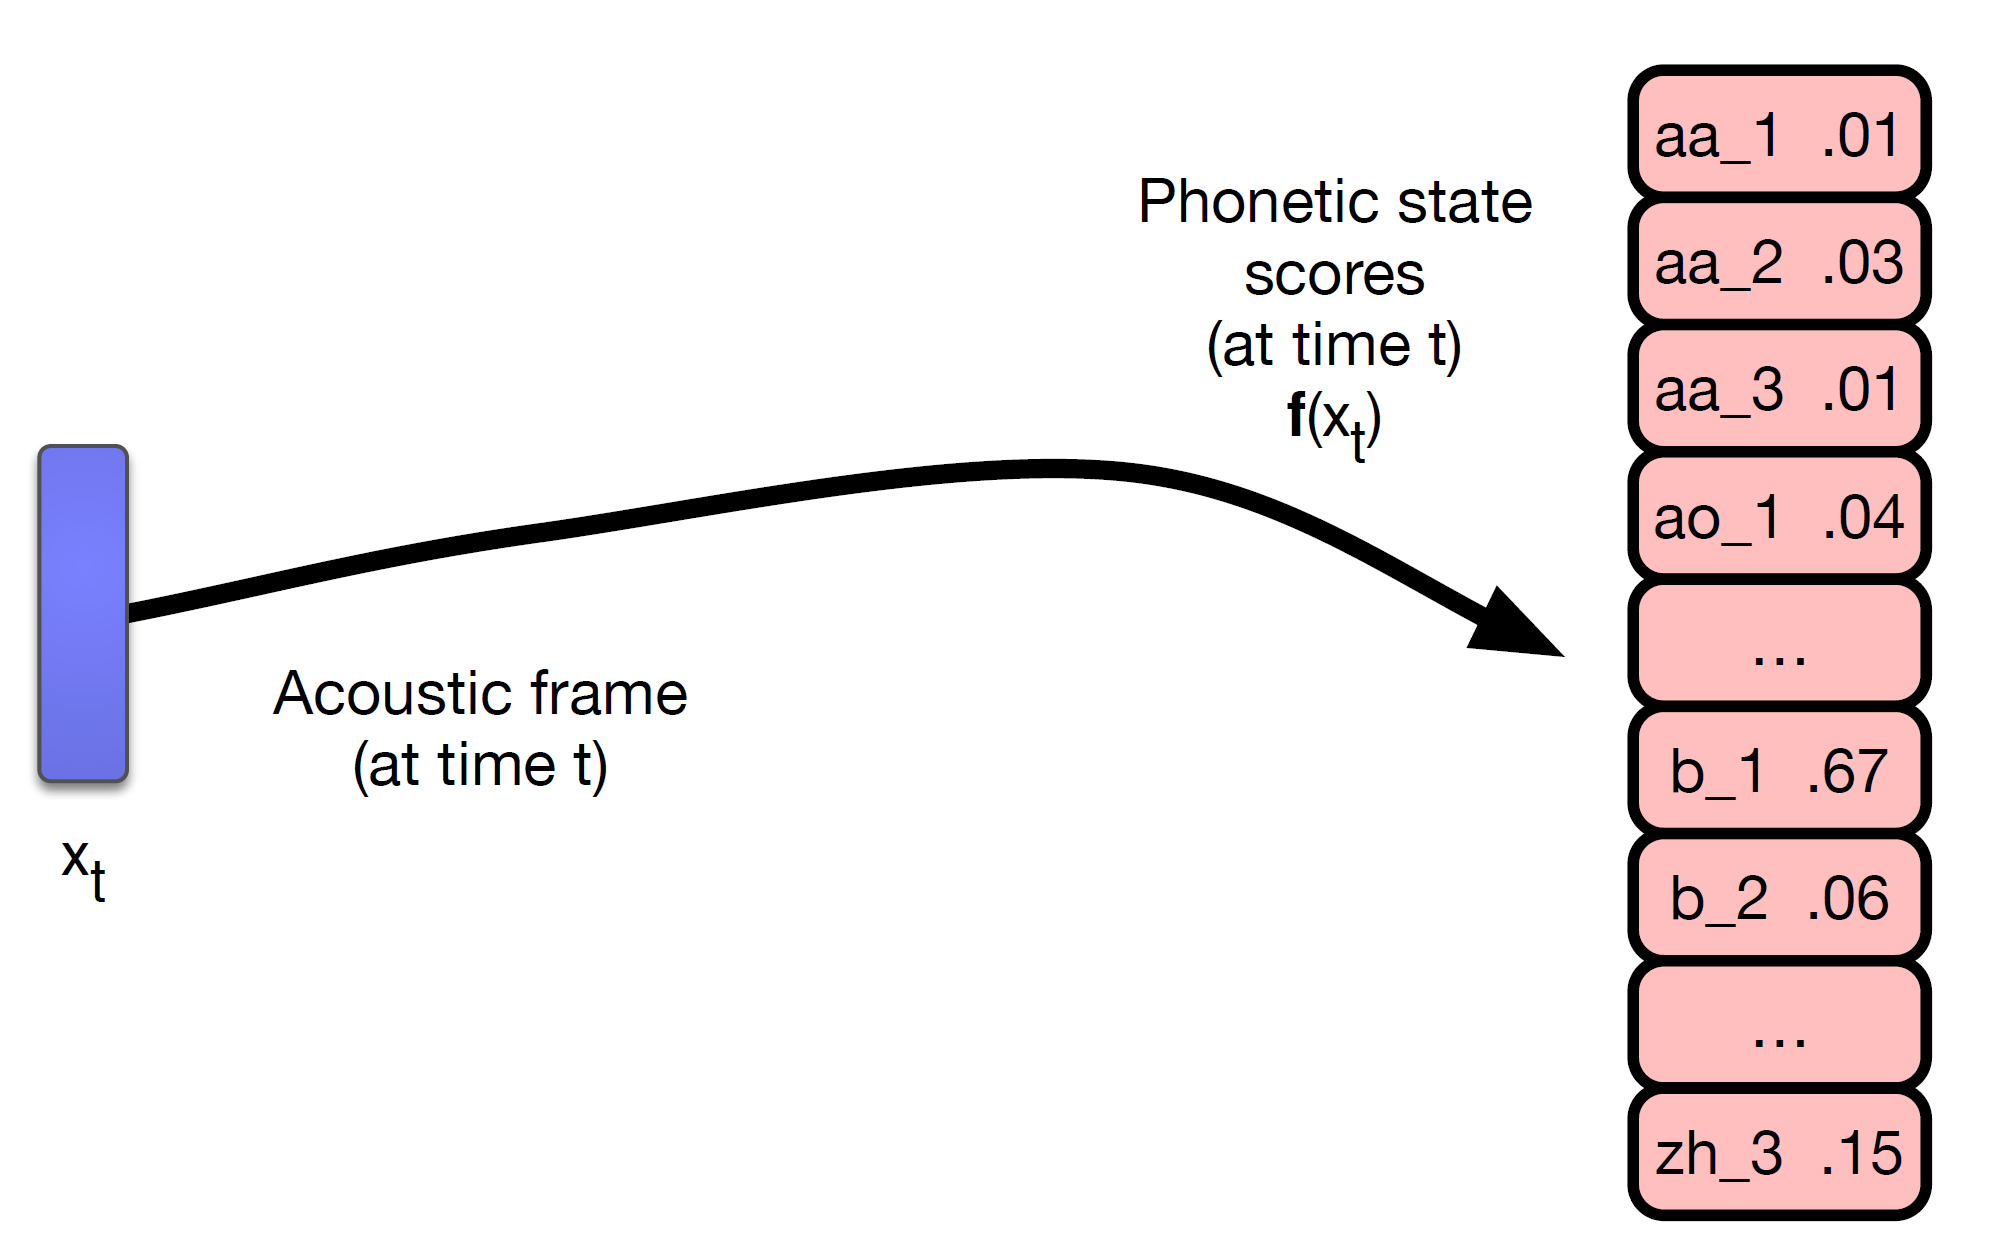 Phonetic state
scores
(at time t)
f(xt)
Acoustic frame
(at time t)
xt
aa_1 .01
aa_2 .03
aa_3 .01
ao_1 .04
...
b_1 .67
b_2 .06
...
zh_3 .15